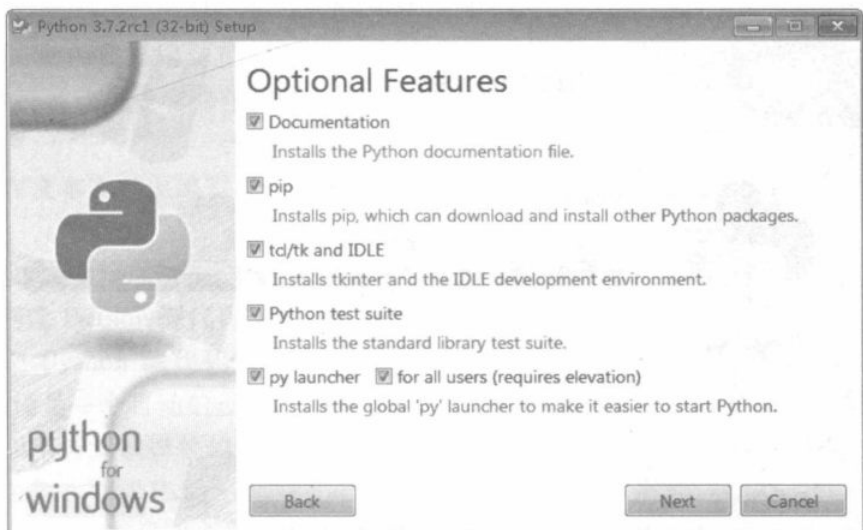 Python 3.7.2rc1 (32-bit) Setup
Optional Features
Documentation
Installs the Python documentation file.
pip
Installs pip, which can download and install other Python packages.
tcl/tk and IDLE
Installs tkinter and the IDLE development environment.
Python test suite
Installs the standard library test suite.
py launcher for all users (requires elevation)
Installs the global 'py' launcher to make it easier to start Python.
python
for
windows
Back Next Cancel